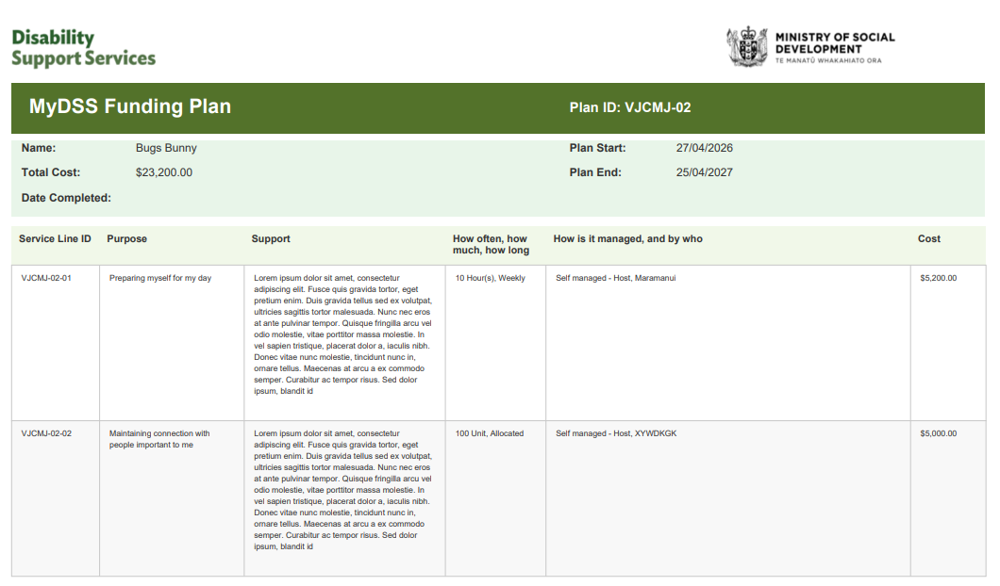 Disability
Support Services
MINISTRY OF SOCIAL
DEVELOPMENT
TE MANATŪ WHAKAHIATO ORA
MyDSS Funding Plan
Plan ID: VJCMJ-02
Name: Bugs Bunny
Plan Start: 27/04/2026
Total Cost: $23,200.00
Plan End: 25/04/2027
Date Completed:
Service Line ID
Purpose
Support
How often, how
much, how long
How is it managed, and by who
Cost
VJCMJ-02-01
Preparing myself for my day
Lorem ipsum dolor sit amet, consectetur
adipiscing elit. Fusce quis gravida tortor, eget
pretium enim. Duis gravida tellus sed ex volutpat,
ultricies sagittis tortor malesuada. Nunc nec eros
at ante pulvinar tempor. Quisque fringilla arcu vel
odio molestie, vitae porttitor massa molestie. In
vel sapien tristique, placerat dolor a, iaculis nibh.
Donec vitae nunc molestie, tincidunt nunc in,
ornare tellus. Maecenas at arcu a ex commodo
semper. Curabitur ac tempor risus. Sed dolor
ipsum, blandit id
10 Hour(s), Weekly
Self managed - Host, Maramanui
$5,200.00
VJCMJ-02-02
Maintaining connection with
people important to me
Lorem ipsum dolor sit amet, consectetur
adipiscing elit. Fusce quis gravida tortor, eget
pretium enim. Duis gravida tellus sed ex volutpat,
ultricies sagittis tortor malesuada. Nunc nec eros
at ante pulvinar tempor. Quisque fringilla arcu vel
odio molestie, vitae porttitor massa molestie. In
vel sapien tristique, placerat dolor a, iaculis nibh.
Donec vitae nunc molestie, tincidunt nunc in,
ornare tellus. Maecenas at arcu a ex commodo
semper. Curabitur ac tempor risus. Sed dolor
ipsum, blandit id
100 Unit, Allocated
Self managed - Host, XYWDKGK
$5,000.00